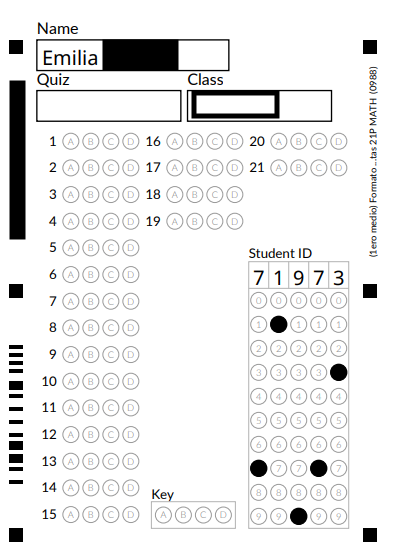 Name
Emilia
Quiz Class
1 A B C D 16 A B C D 20 A B C D
2 A B C D 17 A B C D 21 A B C D
3 A B C D 18 A B C D
4 A B C D 19 A B C D
5 A B C D
6 A B C D
7 A B C D
8 A B C D
9 A B C D
10 A B C D
11 A B C D
12 A B C D
13 A B C D
14 A B C D
15 A B C D
Student ID
7 1 9 7 3
0 0 0 0 0
1 1 1 1
2 2 2 2 2
3 3 3 3
4 4 4 4 4
5 5 5 5 5
6 6 6 6 6
7 7 7
8 8 8 8 8
9 9 9 9
Key
A B C D
(1ero medio) Formato ...tas 21P MATH (0988)